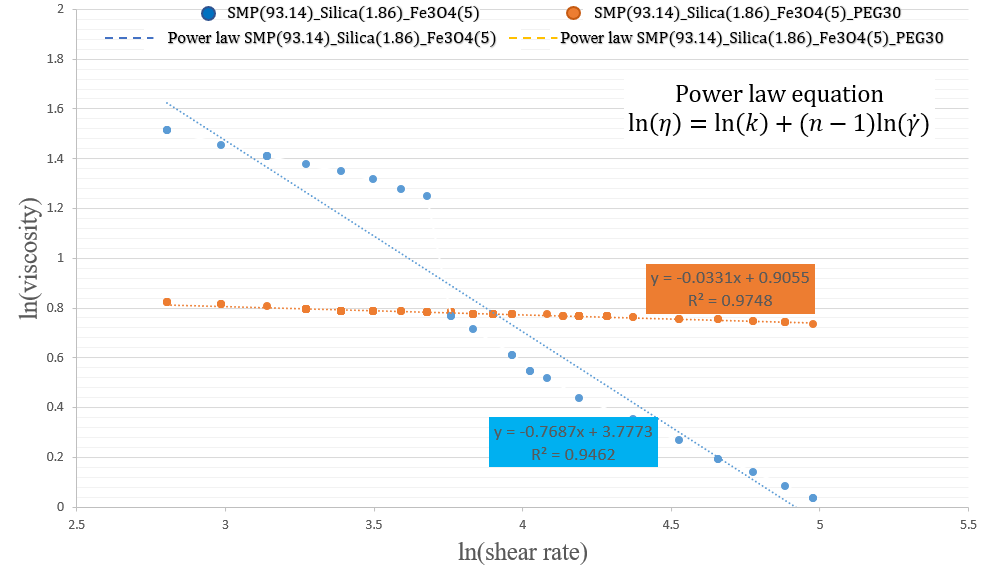 SMP(93.14)_Silica(1.86)_Fe3O4(5)
SMP(93.14)_Silica(1.86)_Fe3O4(5)_PEG30
Power law SMP(93.14)_Silica(1.86)_Fe3O4(5)
Power law SMP(93.14)_Silica(1.86)_Fe3O4(5)_PEG30
Power law equation
ln(η) = ln(k) + (n − 1)ln(γ̇)
ln(viscosity)
2
1.8
1.6
1.4
1.2
1
0.8
0.6
0.4
0.2
0
y = -0.0331x + 0.9055
R² = 0.9748
y = -0.7687x + 3.7773
R² = 0.9462
2.5 3 3.5 4 4.5 5 5.5
ln(shear rate)